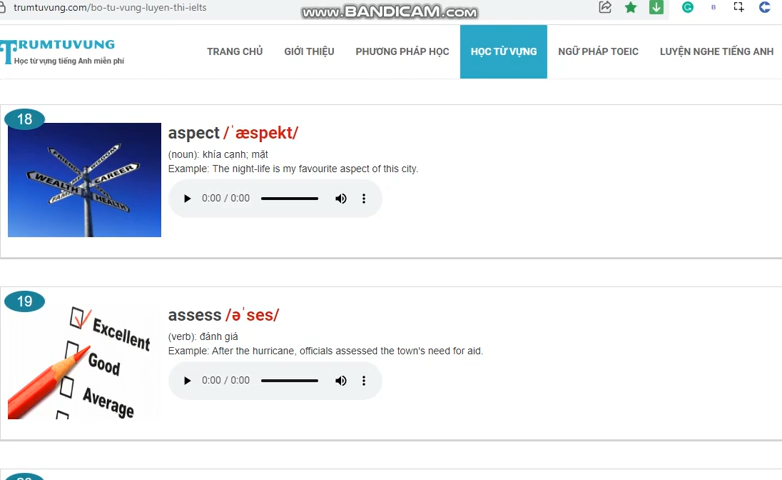 trumtuvung.com/bo-tu-vung-luyen-thi-ielts
www.BANDICAM.com
TRUMTUVUNG
Học từ vựng tiếng Anh miễn phí
TRANG CHỦ
GIỚI THIỆU
PHƯƠNG PHÁP HỌC
HỌC TỪ VỰNG
NGỮ PHÁP TOEIC
LUYỆN NGHE TIẾNG ANH
18
WISDOM
CAREER
WEALTH
HEALTH
aspect /ˈæspekt/
(noun): khía cạnh; mặt
Example: The night-life is my favourite aspect of this city.
0:00 / 0:00
19
Excellent
Good
Average
assess /əˈses/
(verb): đánh giá
Example: After the hurricane, officials assessed the town's need for aid.
0:00 / 0:00